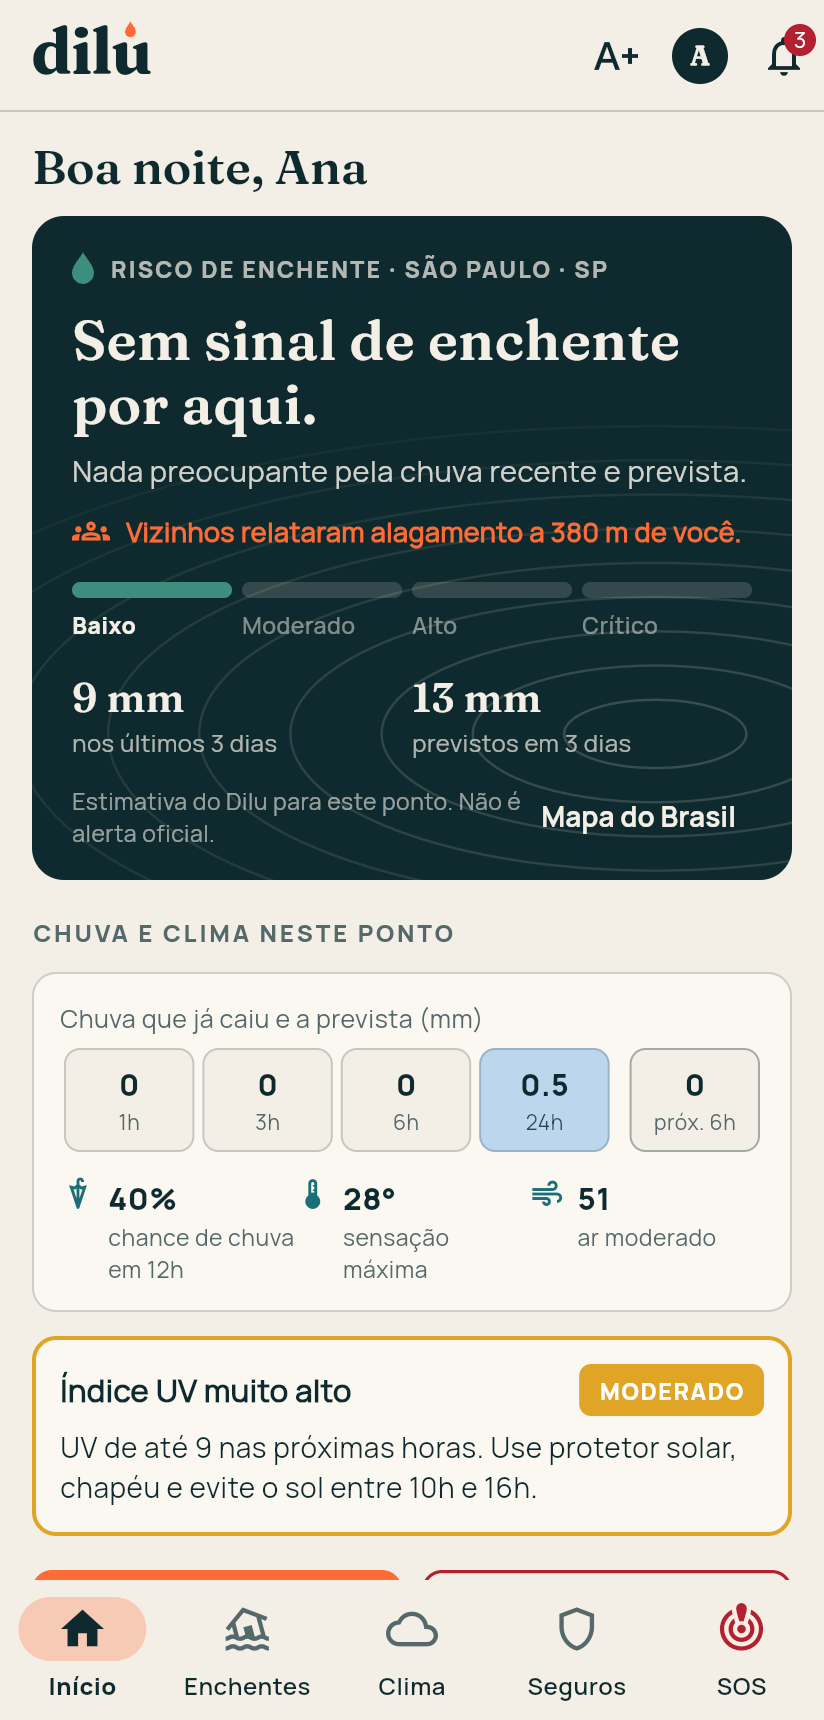 dilu
A+
A
3
Boa noite, Ana
RISCO DE ENCHENTE · SÃO PAULO · SP
Sem sinal de enchente
por aqui.
Nada preocupante pela chuva recente e prevista.
Vizinhos relataram alagamento a 380 m de você.
Baixo Moderado Alto Crítico
9 mm 13 mm
nos últimos 3 dias previstos em 3 dias
Estimativa do Dilu para este ponto. Não é
alerta oficial.
Mapa do Brasil
CHUVA E CLIMA NESTE PONTO
Chuva que já caiu e a prevista (mm)
0 0 0 0.5 0
1h 3h 6h 24h próx. 6h
40% 28° 51
chance de chuva sensação ar moderado
em 12h máxima
Índice UV muito alto MODERADO
UV de até 9 nas próximas horas. Use protetor solar,
chapéu e evite o sol entre 10h e 16h.
Início Enchentes Clima Seguros SOS